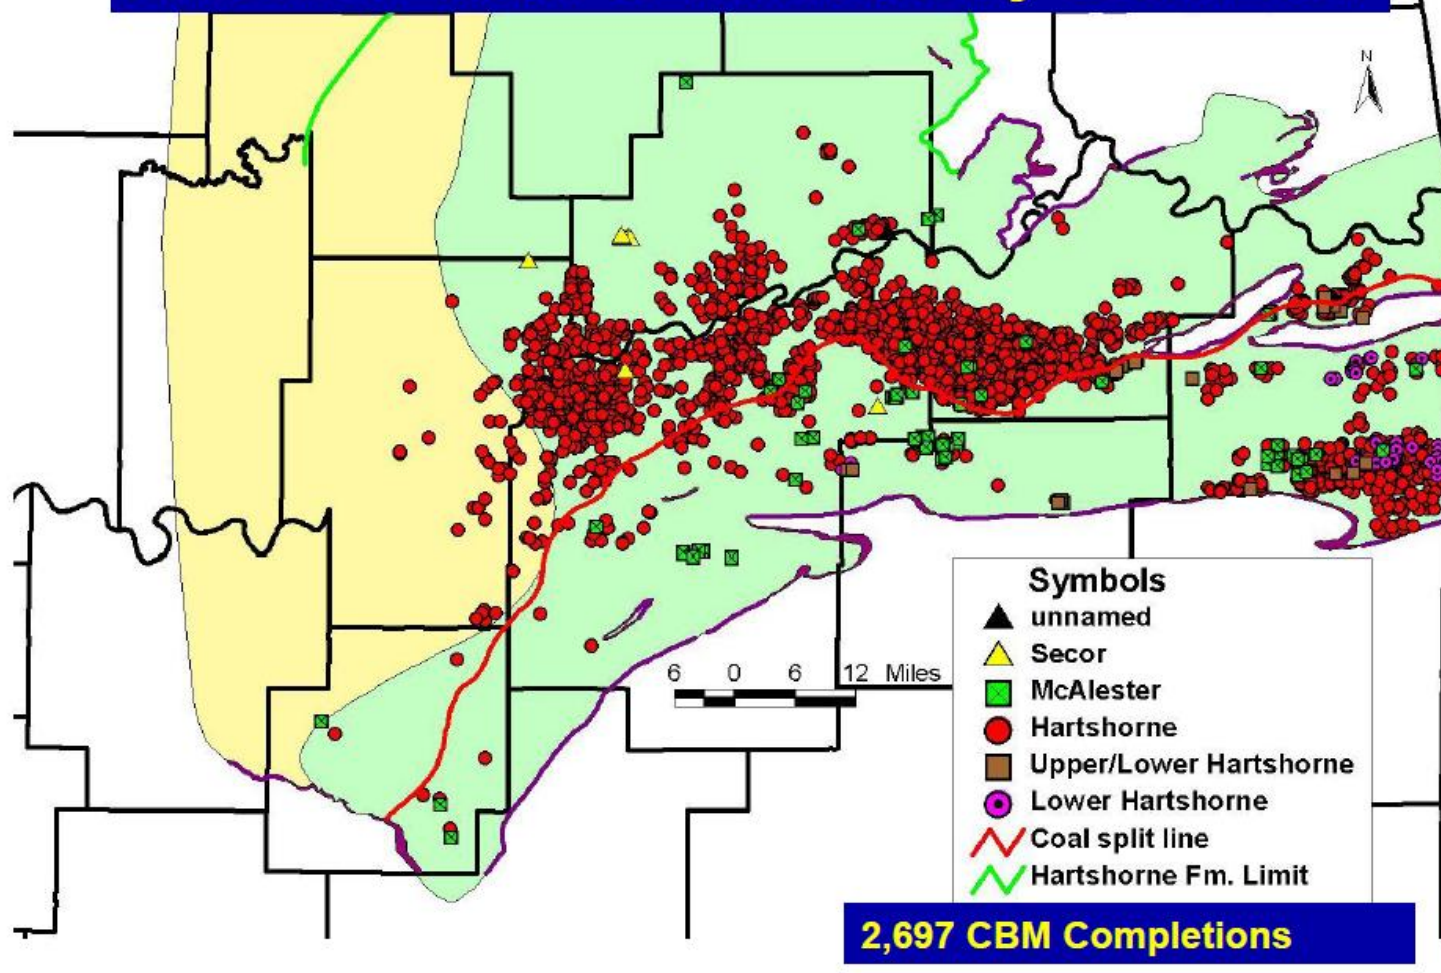 N
6 0 6 12 Miles
Symbols
unnamed
Secor
McAlester
Hartshorne
Upper/Lower Hartshorne
Lower Hartshorne
Coal split line
Hartshorne Fm. Limit
2,697 CBM Completions